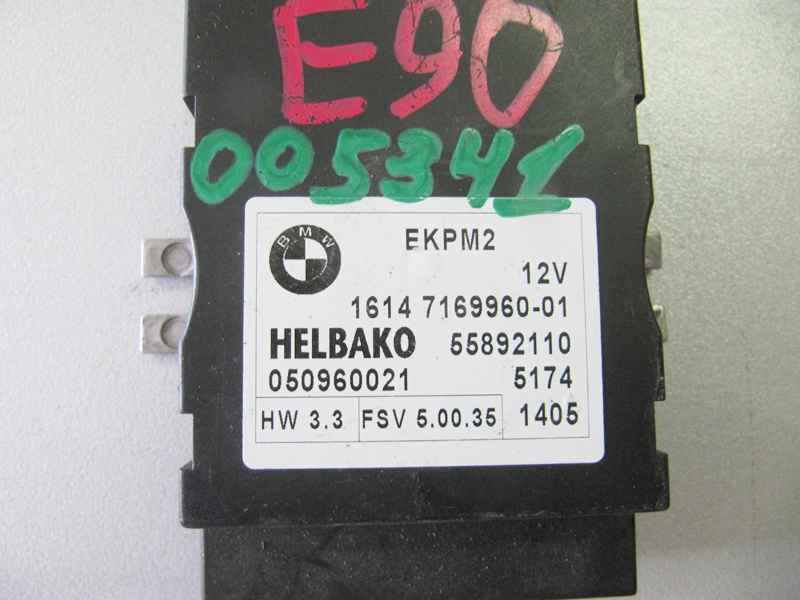 E90
005341
BMW
EKPM2
12V
1614 7169960-01
HELBAKO 55892110
050960021 5174
HW 3.3 FSV 5.00.35 1405